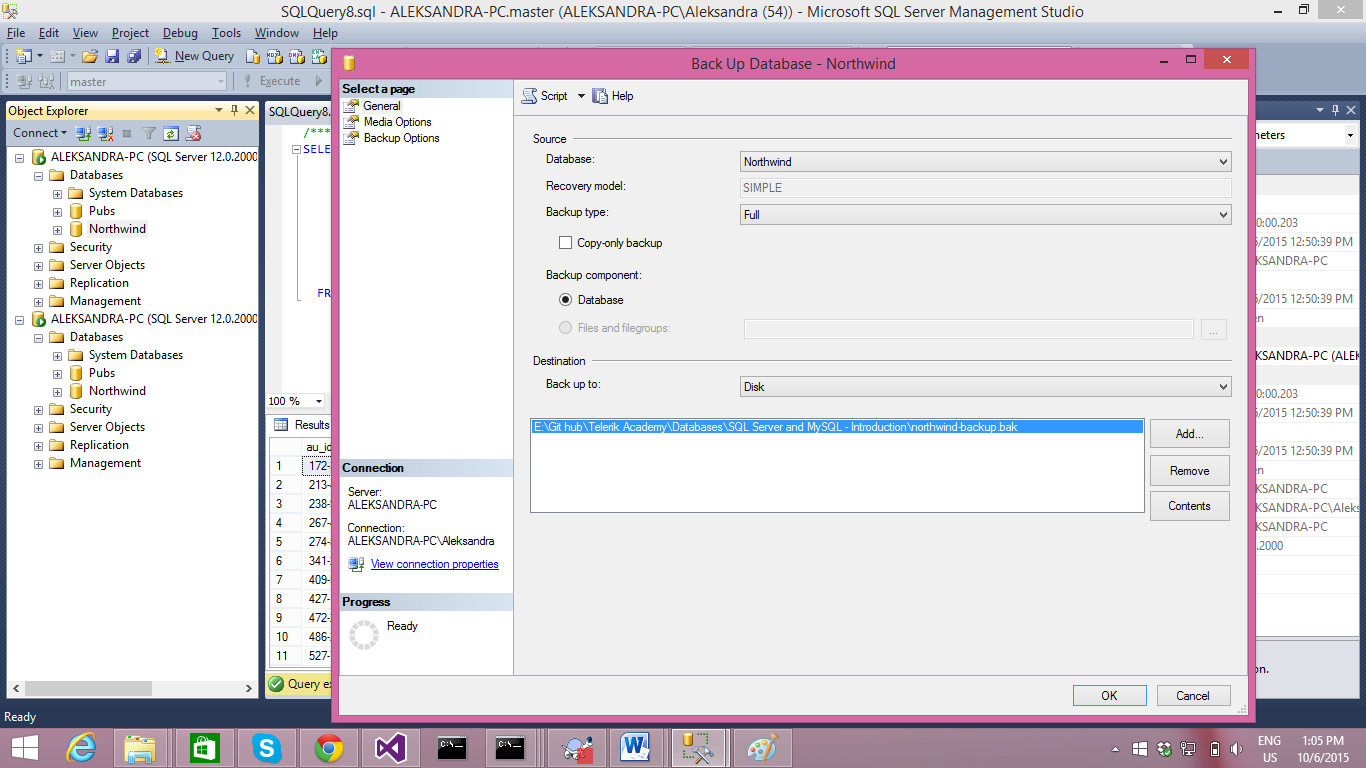 SQLQuery8.sql - ALEKSANDRA-PC.master (ALEKSANDRA-PC\Aleksandra (54)) - Microsoft SQL Server Management Studio
File Edit View Project Debug Tools Window Help
New Query
master
Execute
Object Explorer
Connect
ALEKSANDRA-PC (SQL Server 12.0.2000
Databases
System Databases
Pubs
Northwind
Security
Server Objects
Replication
Management
ALEKSANDRA-PC (SQL Server 12.0.2000
Databases
System Databases
Pubs
Northwind
Security
Server Objects
Replication
Management
SQLQuery8.
/****
SELE
FR
100 %
Results
au_id
1 172-
2 213-
3 238-
4 267-
5 274-
6 341-
7 409-
8 427-
9 472-
10 486-
11 527-
Query ex
Back Up Database - Northwind
Select a page
General
Media Options
Backup Options
Connection
Server:
ALEKSANDRA-PC
Connection:
ALEKSANDRA-PC\Aleksandra
View connection properties
Progress
Ready
Script Help
Source
Database: Northwind
Recovery model: SIMPLE
Backup type: Full
Copy-only backup
Backup component:
Database
Files and filegroups:
...
Destination
Back up to: Disk
E:\Git hub\Telerik Academy\Databases\SQL Server and MySQL - Introduction\northwind-backup.bak
Add...
Remove
Contents
OK Cancel
neters
0:00.203
6/2015 12:50:39 PM
KSANDRA-PC
6/2015 12:50:39 PM
en
KSANDRA-PC (ALEK
0:00.203
6/2015 12:50:39 PM
6/2015 12:50:39 PM
en
KSANDRA-PC
KSANDRA-PC\Aleks
KSANDRA-PC
.2000
on.
Ready
C:\_
C:\_
ENG
US
1:05 PM
10/6/2015